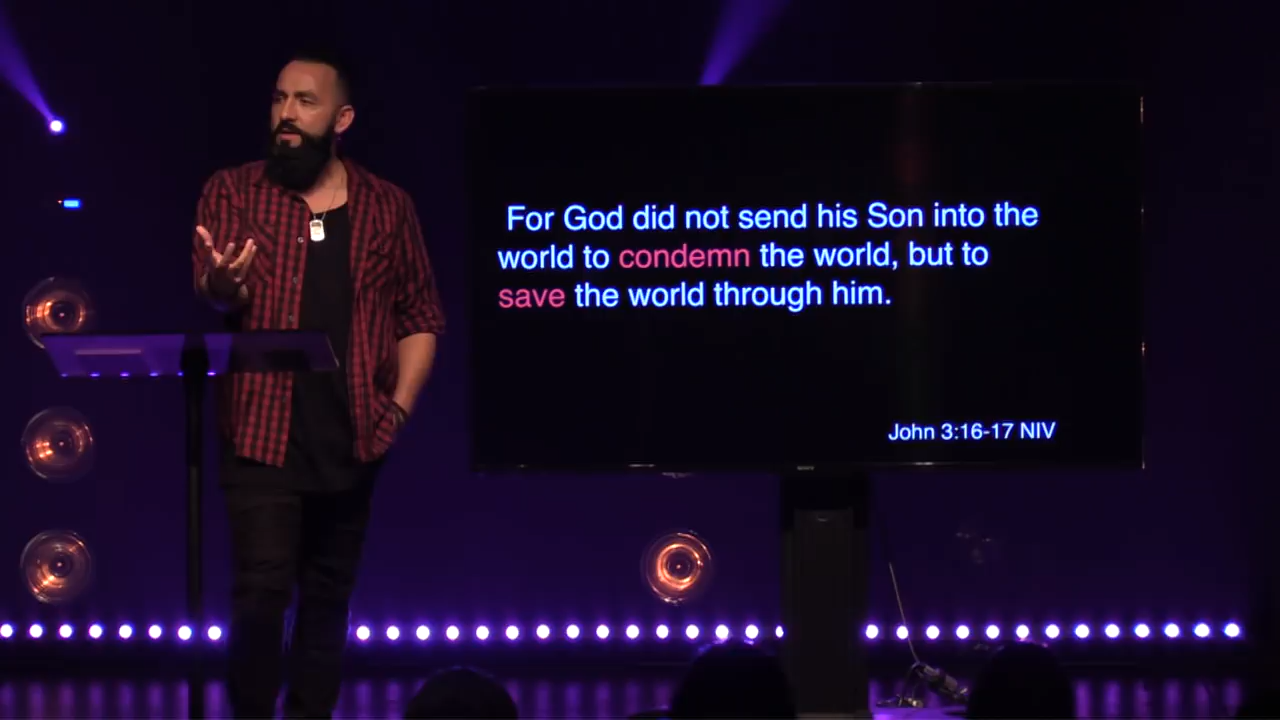 For God did not send his Son into the
world to condemn the world, but to
save the world through him.
John 3:16-17 NIV